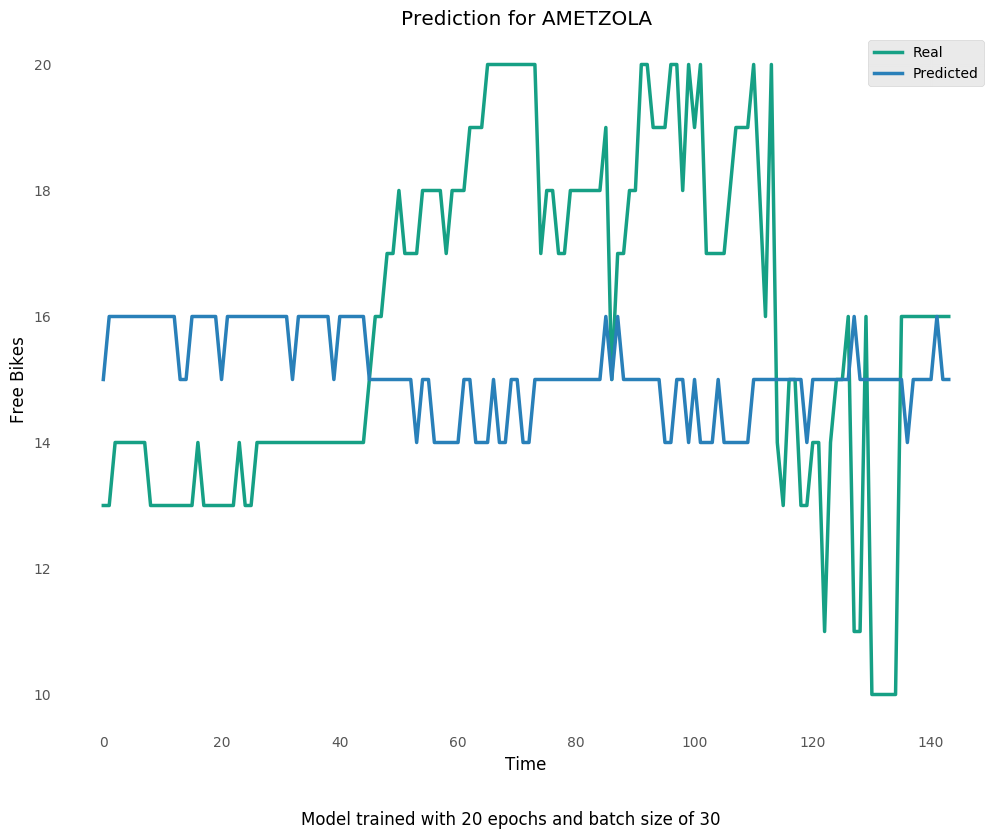 Prediction for AMETZOLA
Real
Predicted
Free Bikes
20
18
16
14
12
10
0 20 40 60 80 100 120 140
Time
Model trained with 20 epochs and batch size of 30